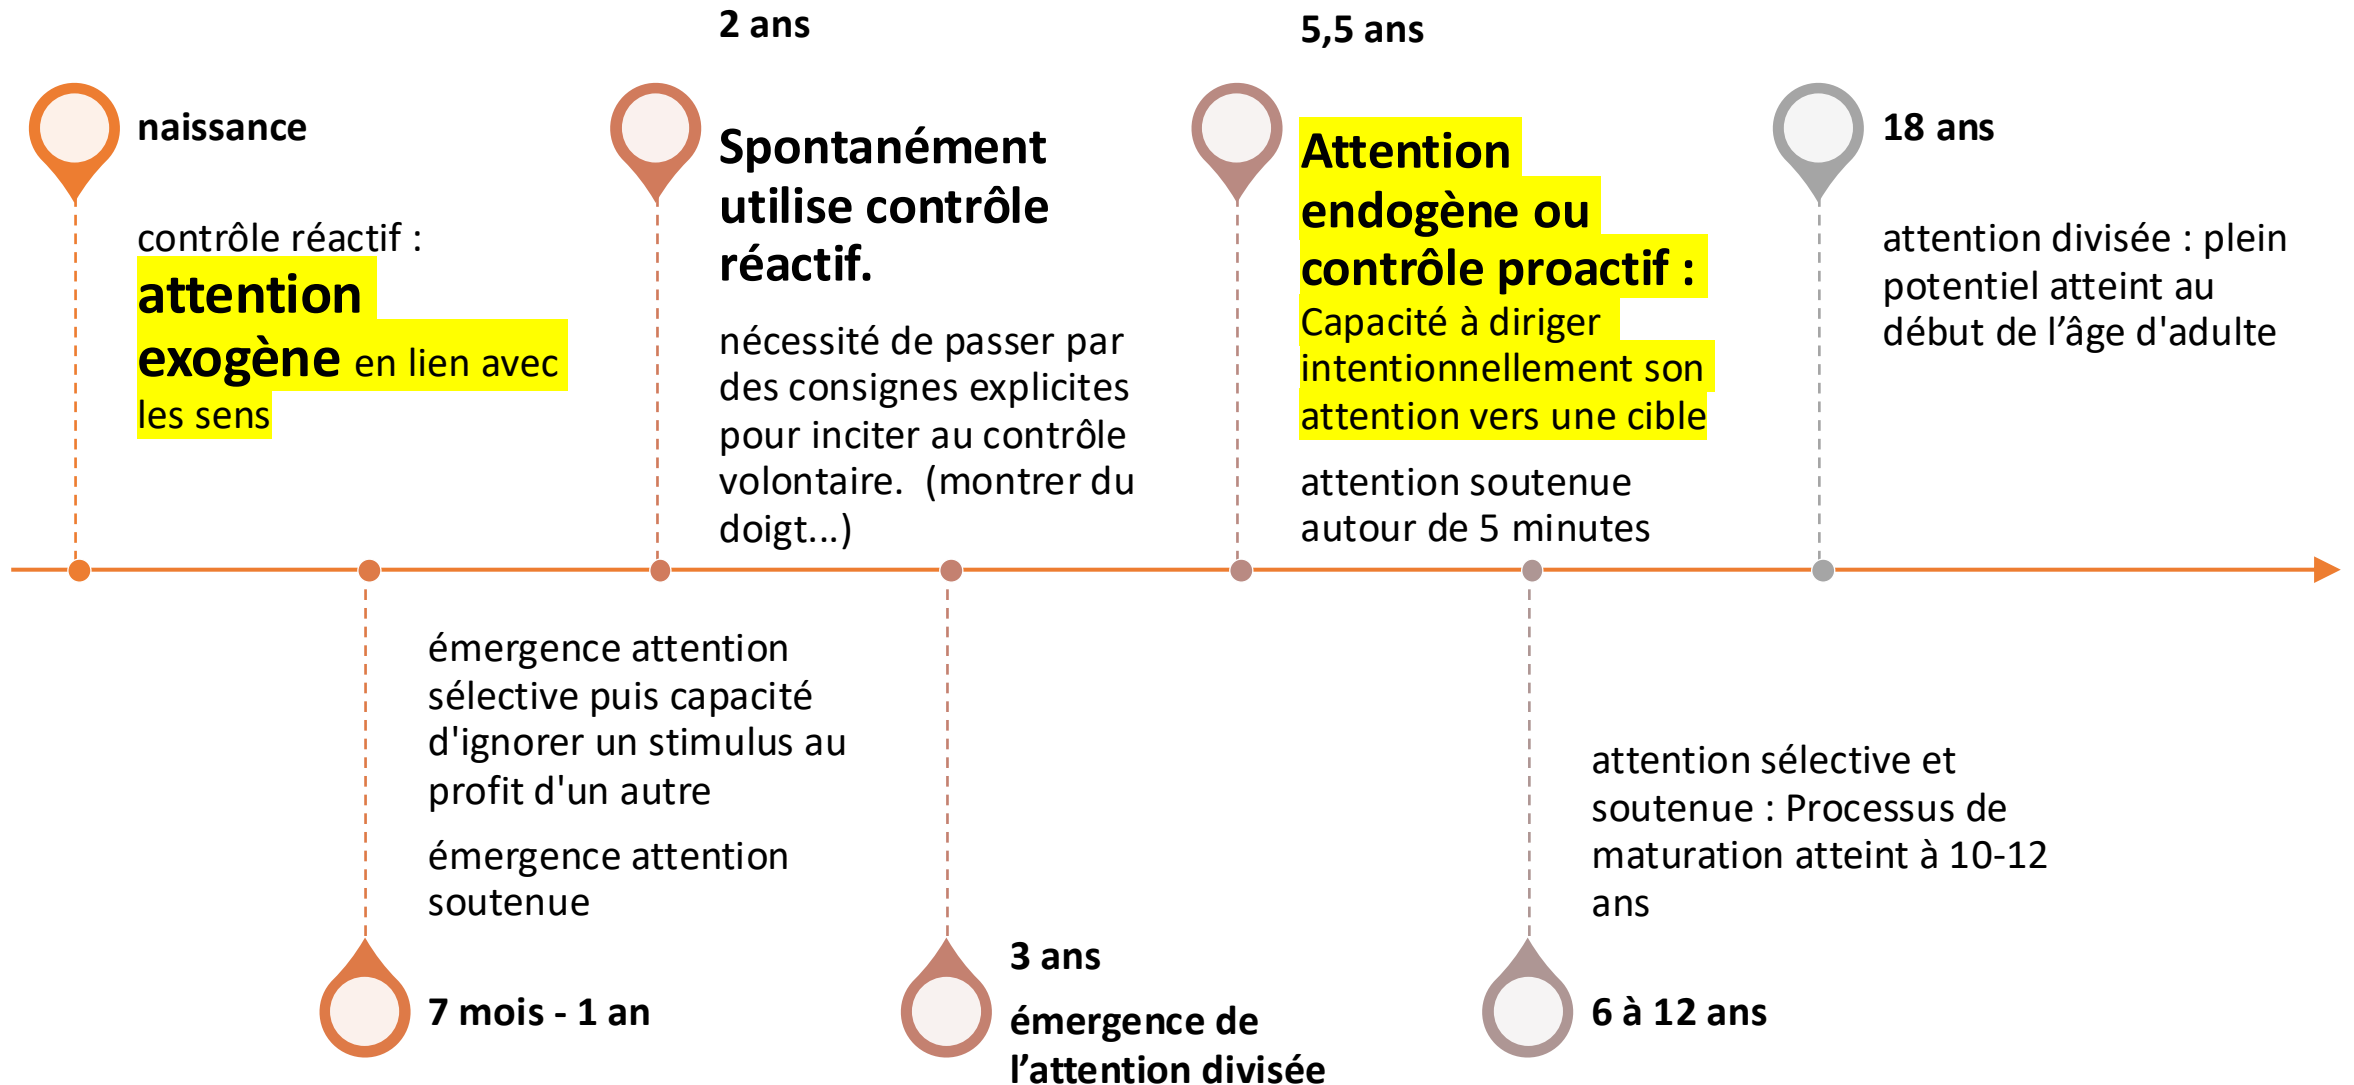 naissance
contrôle réactif :
attention
exogène en lien avec
les sens
7 mois - 1 an
émergence attention
sélective puis capacité
d'ignorer un stimulus au
profit d'un autre
émergence attention
soutenue
2 ans
Spontanément
utilise contrôle
réactif.
nécessité de passer par
des consignes explicites
pour inciter au contrôle
volontaire.  (montrer du
doigt...)
3 ans
émergence de
l’attention divisée
5,5 ans
Attention
endogène ou
contrôle proactif :
Capacité à diriger
intentionnellement son
attention vers une cible
attention soutenue
autour de 5 minutes
6 à 12 ans
attention sélective et
soutenue : Processus de
maturation atteint à 10-12
ans
18 ans
attention divisée : plein
potentiel atteint au
début de l’âge d'adulte